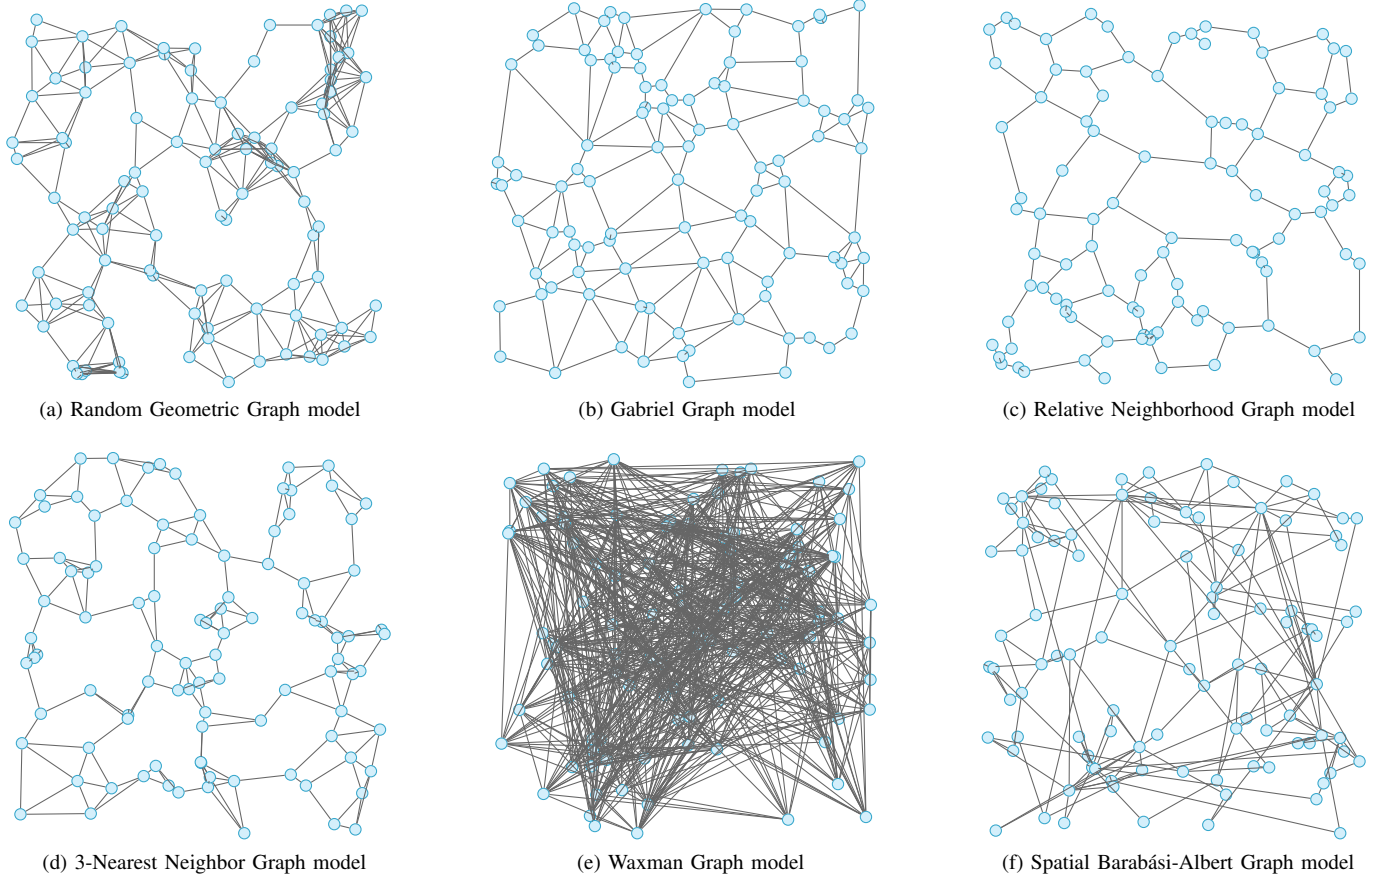 (a) Random Geometric Graph model
(b) Gabriel Graph model
(c) Relative Neighborhood Graph model
(d) 3-Nearest Neighbor Graph model
(e) Waxman Graph model
(f) Spatial Barabási-Albert Graph model